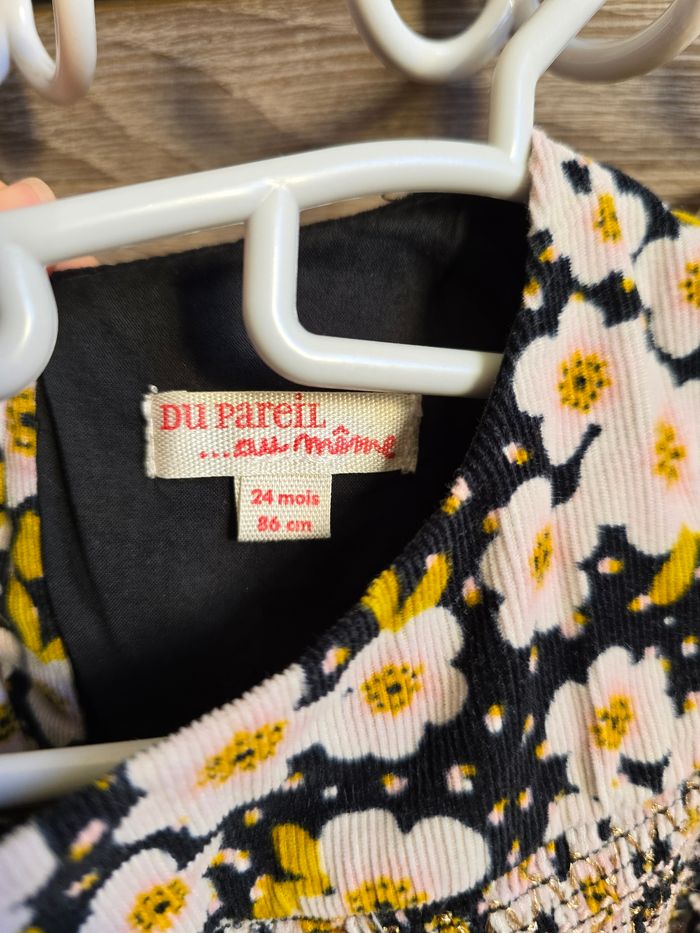 DU PareiL
...au même
24 mois
86 cm